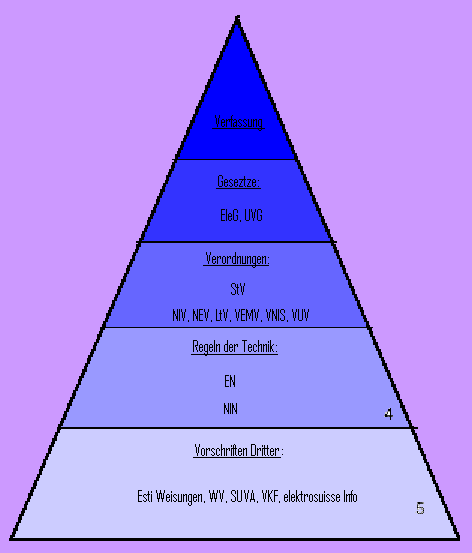 Verfassung
Geseztze:
EleG, UVG
Verordnungen:
StV
NIV, NEV, LtV, VEMV, VNIS, VUV
Regeln der Technik:
EN
NIN
4
Vorschriften Dritter:
Esti Weisungen, WV, SUVA, VKF, elektrosuisse Info
5